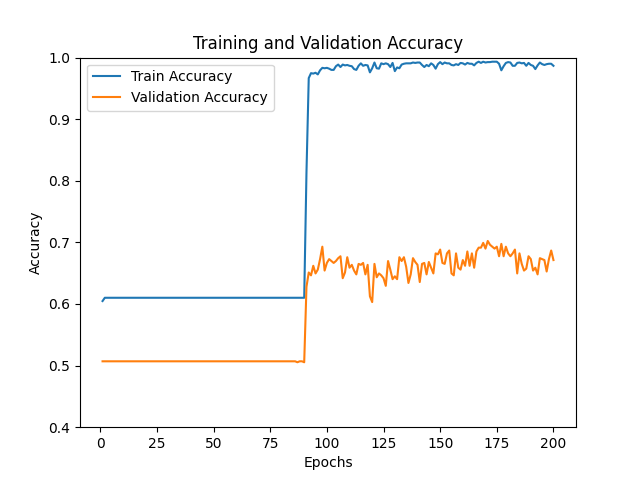 Training and Validation Accuracy
Train Accuracy
Validation Accuracy
1.0
0.9
0.8
0.7
0.6
0.5
0.4
Accuracy
0 25 50 75 100 125 150 175 200
Epochs